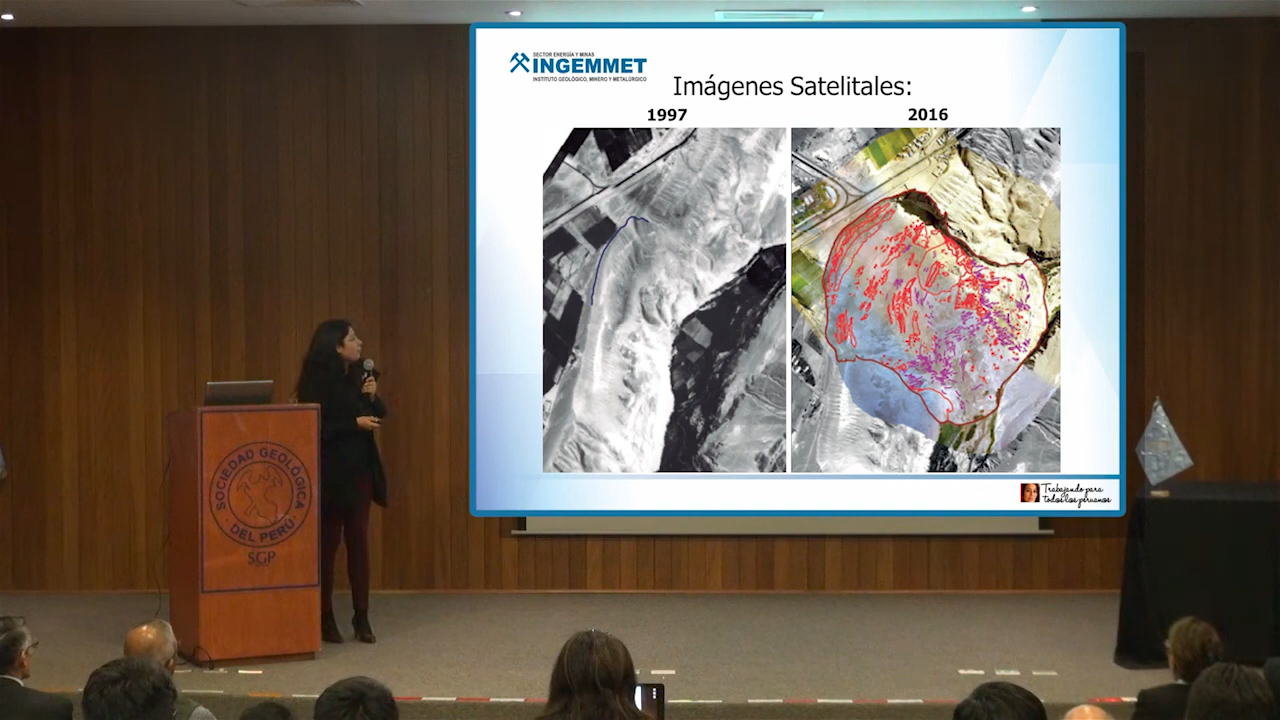 SECTOR ENERGÍA Y MINAS
INGEMMET
INSTITUTO GEOLÓGICO, MINERO Y METALÚRGICO
Imágenes Satelitales:
1997
2016
Trabajando para
todos los peruanos
SOCIEDAD GEOLÓGICA
DEL PERÚ
SGP